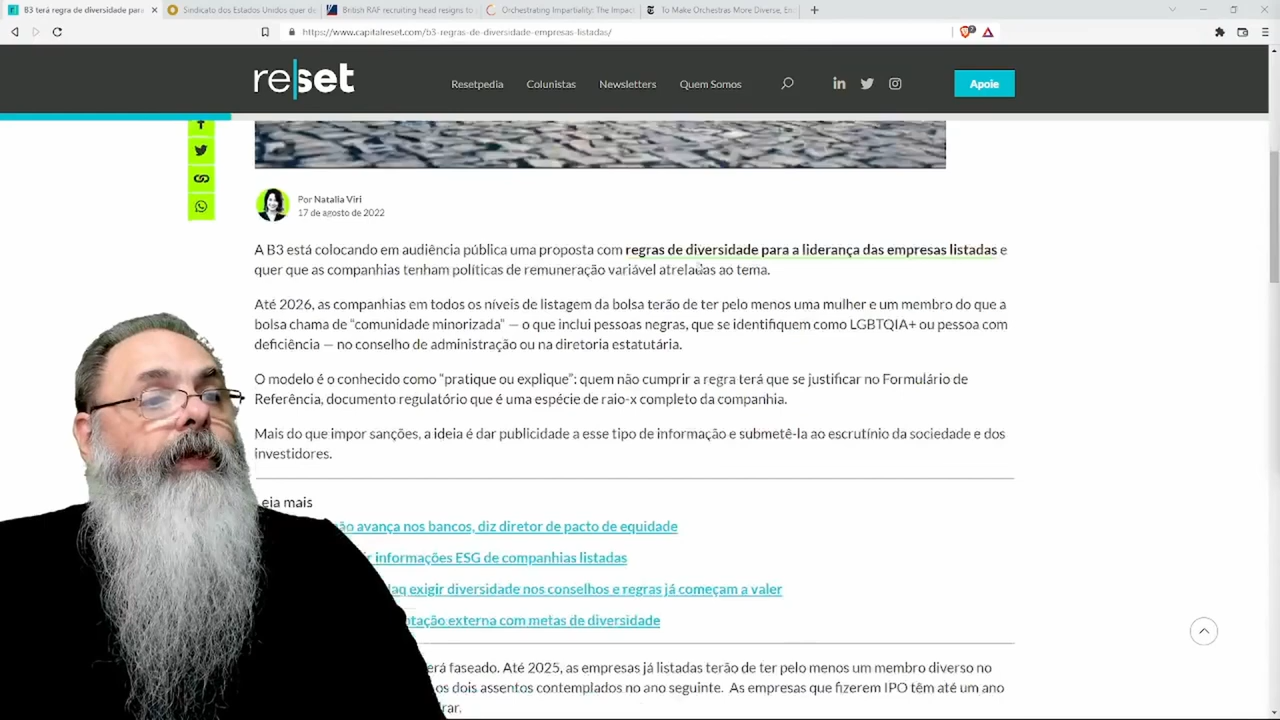 B3 terá regra de diversidade para
Sindicato dos Estados Unidos quer de
British RAF recruiting head resigns to
Orchestrating Impartiality: The Impact
To Make Orchestras More Diverse, En
https://www.capitalreset.com/b3-regras-de-diversidade-empresas-listadas/
reset
Resetpedia
Colunistas
Newsletters
Quem Somos
Apoie
Por Natalia Viri
17 de agosto de 2022
A B3 está colocando em audiência pública uma proposta com regras de diversidade para a liderança das empresas listadas e
quer que as companhias tenham políticas de remuneração variável atreladas ao tema.
Até 2026, as companhias em todos os níveis de listagem da bolsa terão de ter pelo menos uma mulher e um membro do que a
bolsa chama de “comunidade minorizada” — o que inclui pessoas negras, que se identifiquem como LGBTQIA+ ou pessoa com
deficiência — no conselho de administração ou na diretoria estatutária.
O modelo é o conhecido como “pratique ou explique”: quem não cumprir a regra terá que se justificar no Formulário de
Referência, documento regulatório que é uma espécie de raio-x completo da companhia.
Mais do que impor sanções, a ideia é dar publicidade a esse tipo de informação e submetê-la ao escrutínio da sociedade e dos
investidores.
eia mais
não avança nos bancos, diz diretor de pacto de equidade
informações ESG de companhias listadas
exigir diversidade nos conselhos e regras já começam a valer
externa com metas de diversidade
faseado. Até 2025, as empresas já listadas terão de ter pelo menos um membro diverso no
os dois assentos contemplados no ano seguinte. As empresas que fizerem IPO têm até um ano